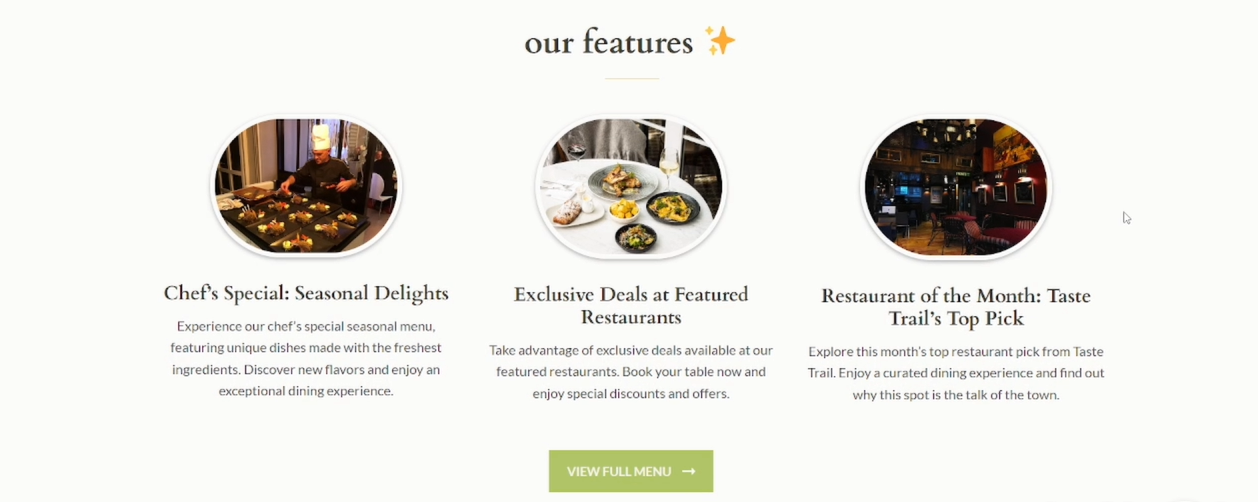 our features ✨
Chef's Special: Seasonal Delights
Experience our chef's special seasonal menu,
featuring unique dishes made with the freshest
ingredients. Discover new flavors and enjoy an
exceptional dining experience.
Exclusive Deals at Featured
Restaurants
Take advantage of exclusive deals available at our
featured restaurants. Book your table now and
enjoy special discounts and offers.
Restaurant of the Month: Taste
Trail's Top Pick
Explore this month's top restaurant pick from Taste
Trail. Enjoy a curated dining experience and find out
why this spot is the talk of the town.
VIEW FULL MENU →